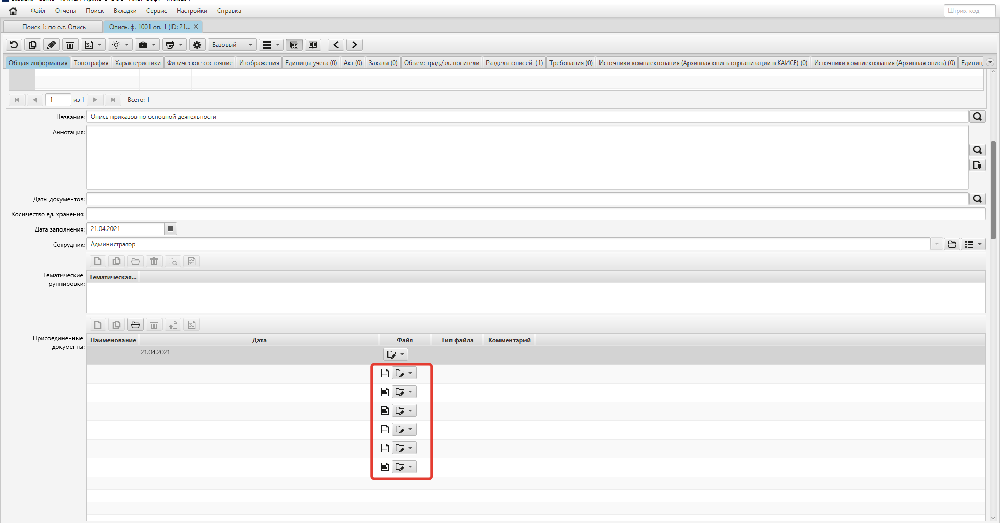 Файл Отчеты Поиск Вкладки Сервис Настройки Справка Штрих-код
Поиск 1: по о.т. Опись Опись. ф. 1001 оп. 1 (ID: 21...
Базовый
Общая информация Топография Характеристики Физическое состояние Изображения Единицы учета (0) Акт (0) Заказы (0) Объем: трад./эл. носители Разделы описей (1) Требования (0) Источники комплектования (Архивная опись отрганизации в КАИСЕ) (0) Источники комплектования (Архивная опись) (0) Единиц
1 из 1 Всего: 1
Название: Опись приказов по основной деятельности
Аннотация:
Даты документов:
Количество ед. хранения:
Дата заполнения: 21.04.2021
Сотрудник: Администратор
Тематические
группировки:
Тематическая...
Присоединенные
документы:
Наименование Дата Файл Тип файла Комментарий
21.04.2021